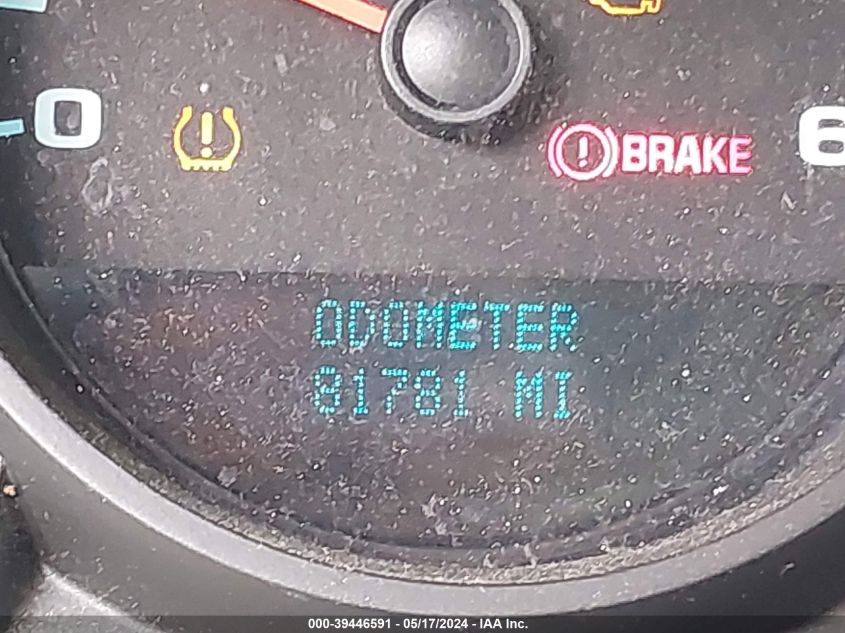 0
BRAKE
6
ODOMETER
81781 MI
000-39446591 - 05/17/2024 - IAA Inc.